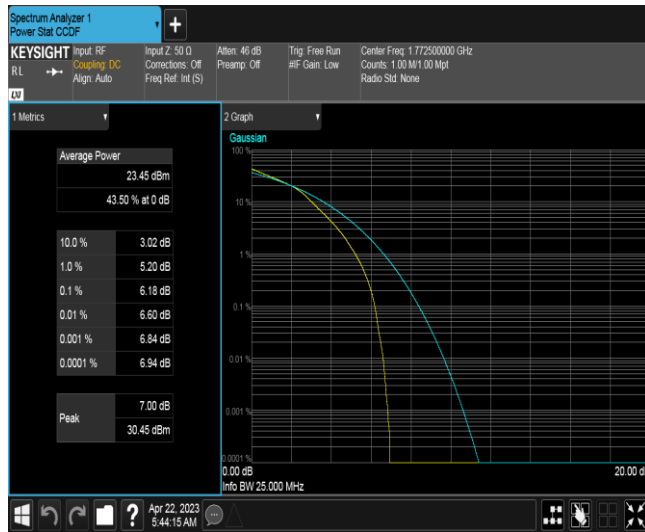 Spectrum Analyzer 1
Power Stat CCDF
+
KEYSIGHT
RL
Input: RF
Coupling: DC
Align: Auto
Input Z: 50 Ω
Corrections: Off
Freq Ref: Int (S)
Atten: 46 dB
Preamp: Off
Trig: Free Run
#IF Gain: Low
Center Freq: 1.772500000 GHz
Counts: 1.00 M/1.00 Mpt
Radio Std: None
1 Metrics
Average Power
23.45 dBm
43.50 % at 0 dB
10.0 % 3.02 dB
1.0 % 5.20 dB
0.1 % 6.18 dB
0.01 % 6.60 dB
0.001 % 6.84 dB
0.0001 % 6.94 dB
Peak
7.00 dB
30.45 dBm
2 Graph
Gaussian
100 %
10 %
1 %
0.1 %
0.01 %
0.001 %
0.0001 %
0.00 dB
20.00 d
Info BW 25.000 MHz
?
Apr 22, 2023
5:44:15 AM